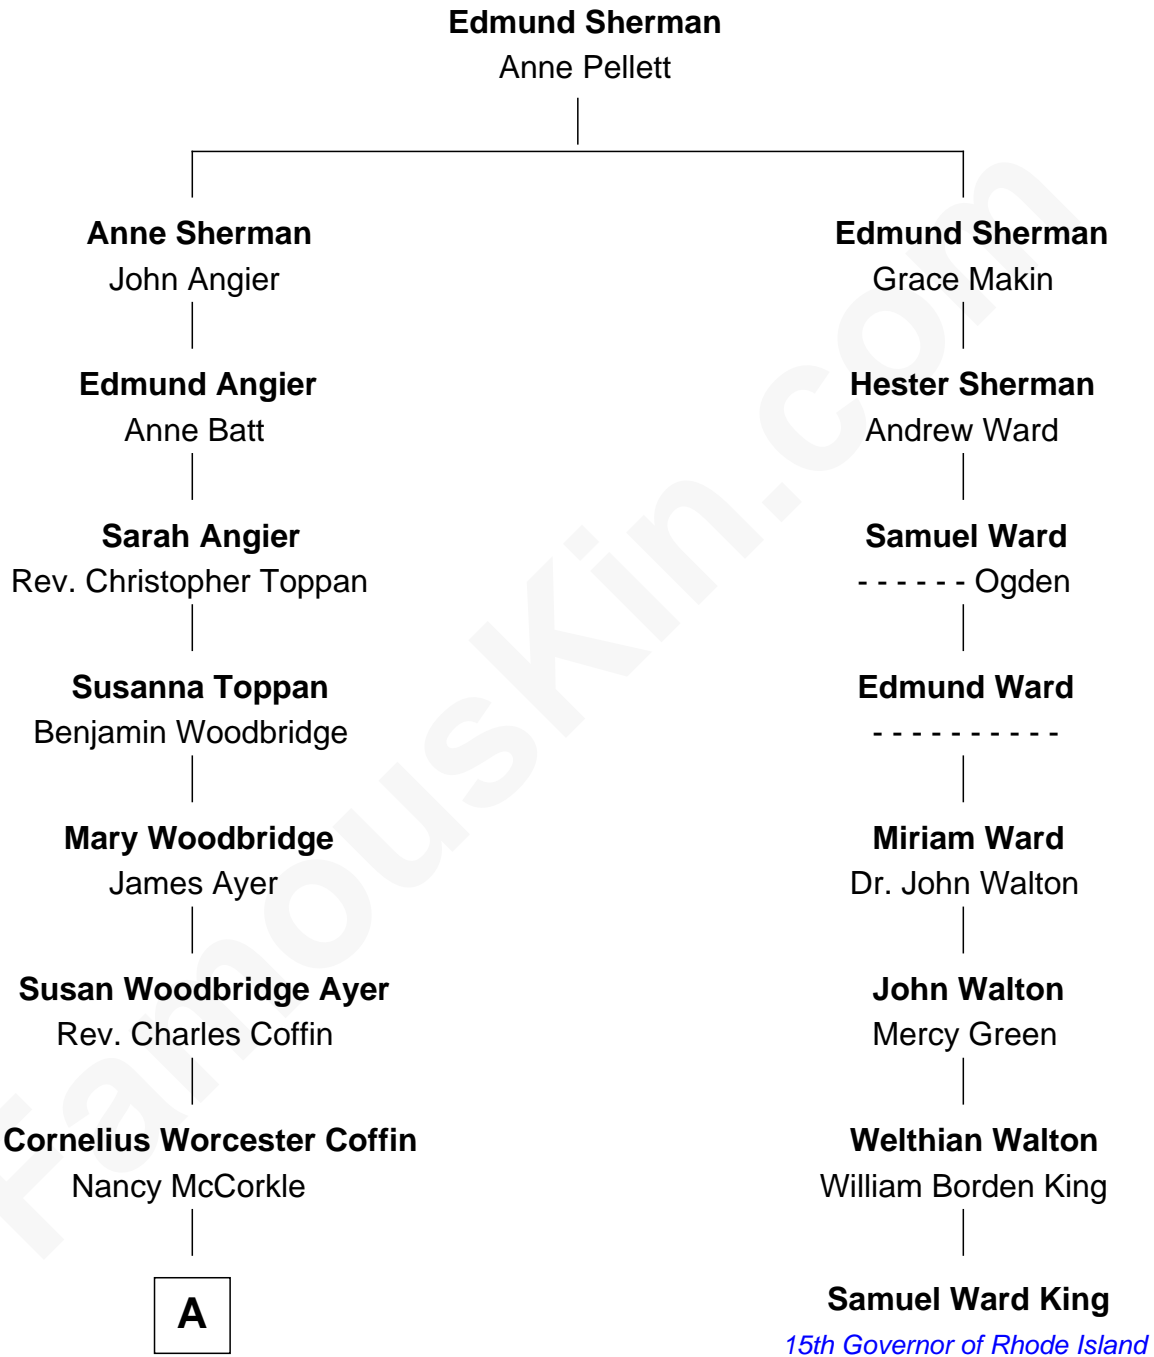 Edmund Sherman
Anne Pellett
Anne Sherman
John Angier
Edmund Sherman
Grace Makin
Edmund Angier
Anne Batt
Hester Sherman
Andrew Ward
Sarah Angier
Rev. Christopher Toppan
Samuel Ward
- - - - - - Ogden
Susanna Toppan
Benjamin Woodbridge
Edmund Ward
- - - - - - - - - -
Mary Woodbridge
James Ayer
Miriam Ward
Dr. John Walton
Susan Woodbridge Ayer
Rev. Charles Coffin
John Walton
Mercy Green
Cornelius Worcester Coffin
Nancy McCorkle
Welthian Walton
William Borden King
A
Samuel Ward King
15th Governor of Rhode Island
FamousKin.com